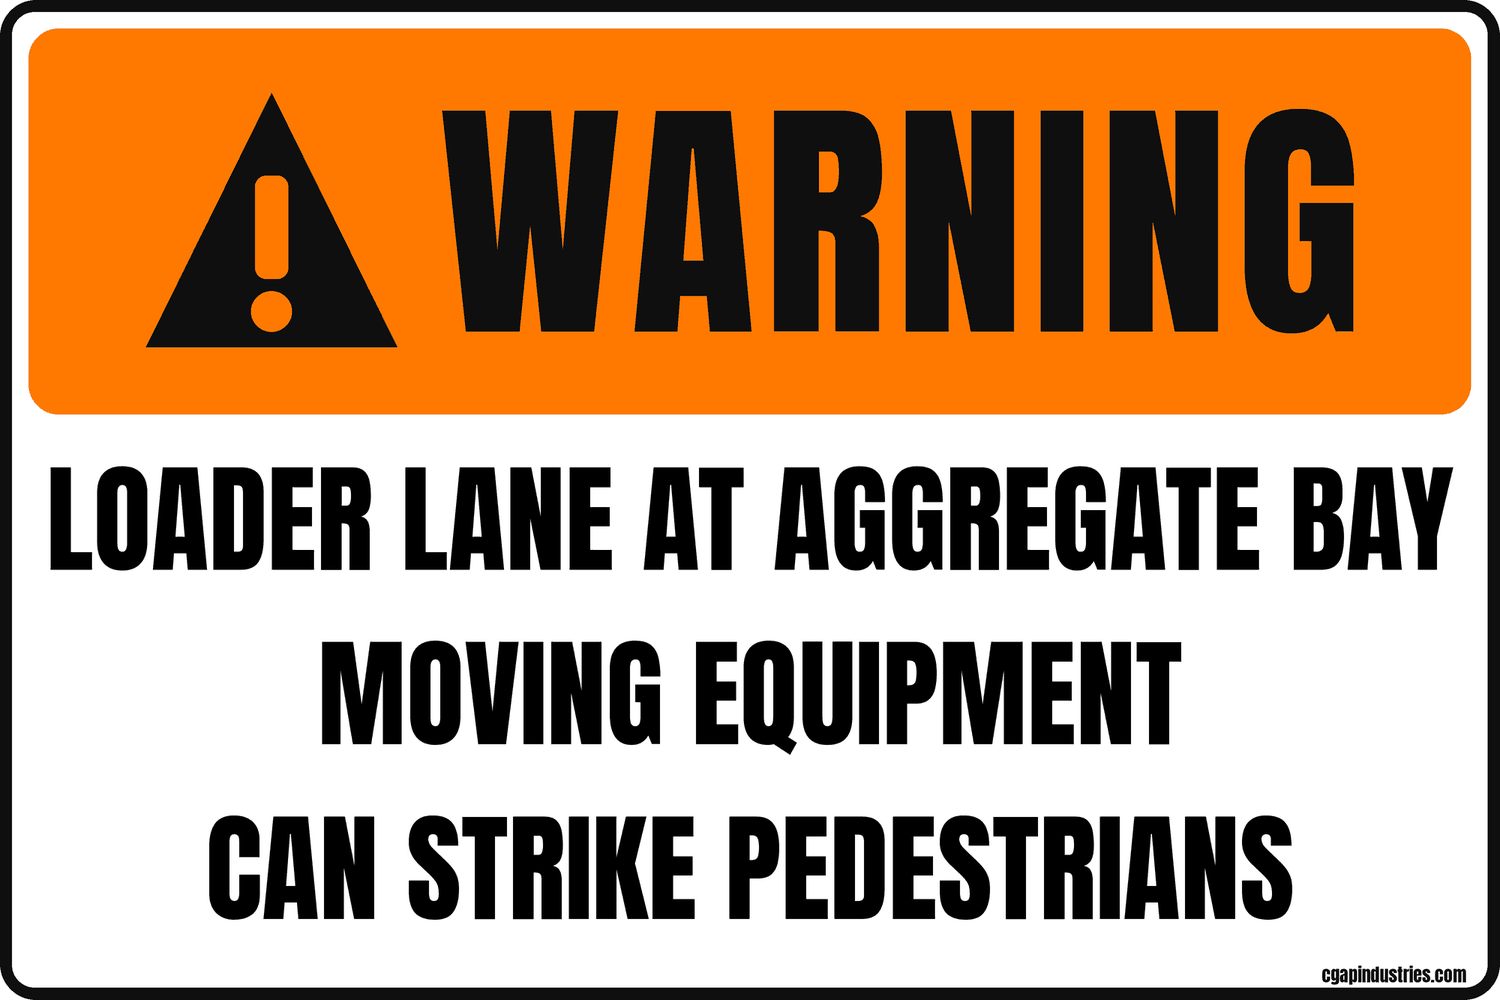 WARNING
LOADER LANE AT AGGREGATE BAY
MOVING EQUIPMENT
CAN STRIKE PEDESTRIANS
cgapindustries.com